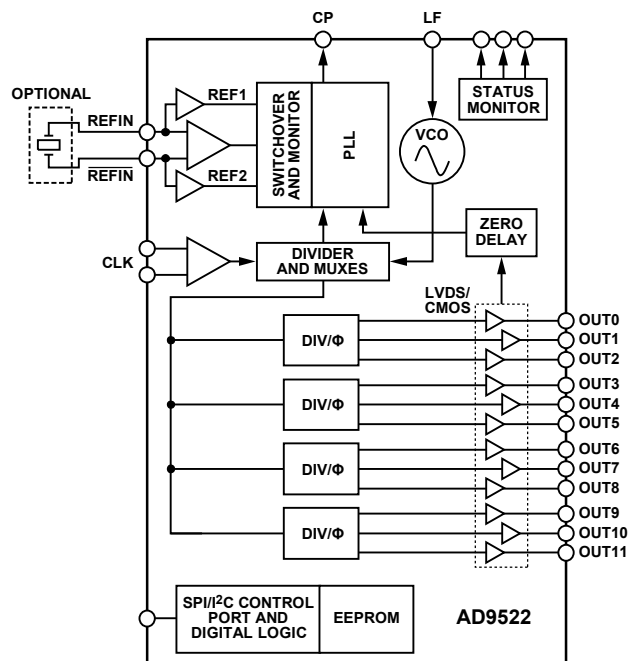 CP
LF
OPTIONAL
REFIN
REFIN
REF1
REF2
SWITCHOVER
AND MONITOR
PLL
VCO
STATUS
MONITOR
ZERO
DELAY
CLK
DIVIDER
AND MUXES
LVDS/
CMOS
DIV/Φ
DIV/Φ
DIV/Φ
DIV/Φ
OUT0
OUT1
OUT2
OUT3
OUT4
OUT5
OUT6
OUT7
OUT8
OUT9
OUT10
OUT11
SPI/I²C CONTROL
PORT AND
DIGITAL LOGIC
EEPROM
AD9522